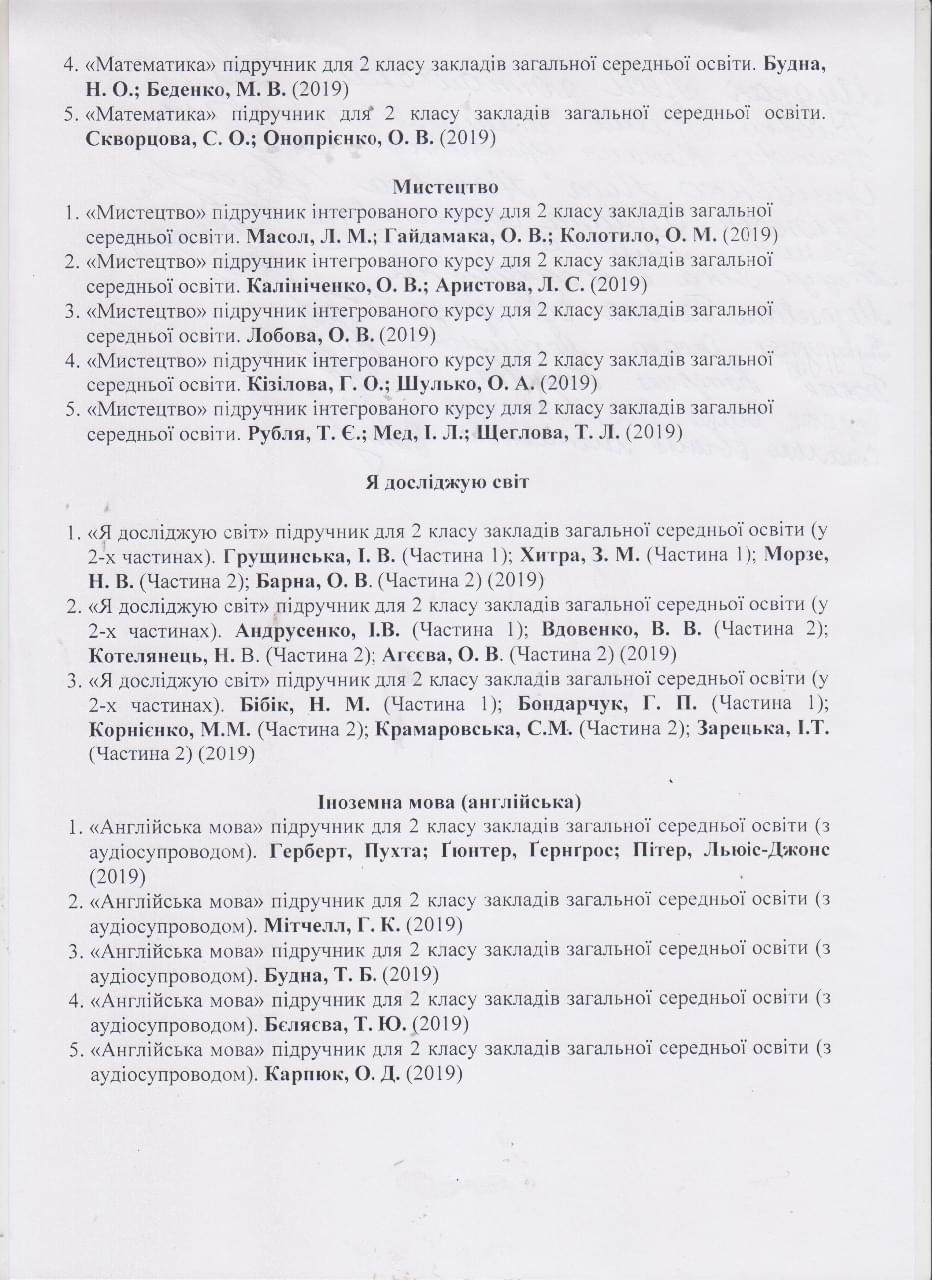 4. «Математика» підручник для 2 класу закладів загальної середньої освіти. Будна,
Н. О.; Беденко, М. В. (2019)
5. «Математика» підручник для 2 класу закладів загальної середньої освіти.
Скворцова, С. О.; Онопрієнко, О. В. (2019)
Мистецтво
1. «Мистецтво» підручник інтегрованого курсу для 2 класу закладів загальної
середньої освіти. Масол, Л. М.; Гайдамака, О. В.; Колотило, О. М. (2019)
2. «Мистецтво» підручник інтегрованого курсу для 2 класу закладів загальної
середньої освіти. Калініченко, О. В.; Аристова, Л. С. (2019)
3. «Мистецтво» підручник інтегрованого курсу для 2 класу закладів загальної
середньої освіти. Лобова, О. В. (2019)
4. «Мистецтво» підручник інтегрованого курсу для 2 класу закладів загальної
середньої освіти. Кізілова, Г. О.; Шулько, О. А. (2019)
5. «Мистецтво» підручник інтегрованого курсу для 2 класу закладів загальної
середньої освіти. Рубля, Т. Є.; Мед, І. Л.; Щеглова, Т. Л. (2019)
Я досліджую світ
1. «Я досліджую світ» підручник для 2 класу закладів загальної середньої освіти (у
2-х частинах). Грущинська, І. В. (Частина 1); Хитра, З. М. (Частина 1); Морзе,
Н. В. (Частина 2); Барна, О. В. (Частина 2) (2019)
2. «Я досліджую світ» підручник для 2 класу закладів загальної середньої освіти (у
2-х частинах). Андрусенко, І.В. (Частина 1); Вдовенко, В. В. (Частина 2);
Котелянець, Н. В. (Частина 2); Агєєва, О. В. (Частина 2) (2019)
3. «Я досліджую світ» підручник для 2 класу закладів загальної середньої освіти (у
2-х частинах). Бібік, Н. М. (Частина 1); Бондарчук, Г. П. (Частина 1);
Корнієнко, М.М. (Частина 2); Крамаровська, С.М. (Частина 2); Зарецька, І.Т.
(Частина 2) (2019)
Іноземна мова (англійська)
1. «Англійська мова» підручник для 2 класу закладів загальної середньої освіти (з
аудіосупроводом). Герберт, Пухта; Ґюнтер, Ґернґрос; Пітер, Льюіс-Джонс
(2019)
2. «Англійська мова» підручник для 2 класу закладів загальної середньої освіти (з
аудіосупроводом). Мітчелл, Г. К. (2019)
3. «Англійська мова» підручник для 2 класу закладів загальної середньої освіти (з
аудіосупроводом). Будна, Т. Б. (2019)
4. «Англійська мова» підручник для 2 класу закладів загальної середньої освіти (з
аудіосупроводом). Бєляєва, Т. Ю. (2019)
5. «Англійська мова» підручник для 2 класу закладів загальної середньої освіти (з
аудіосупроводом). Карпюк, О. Д. (2019)